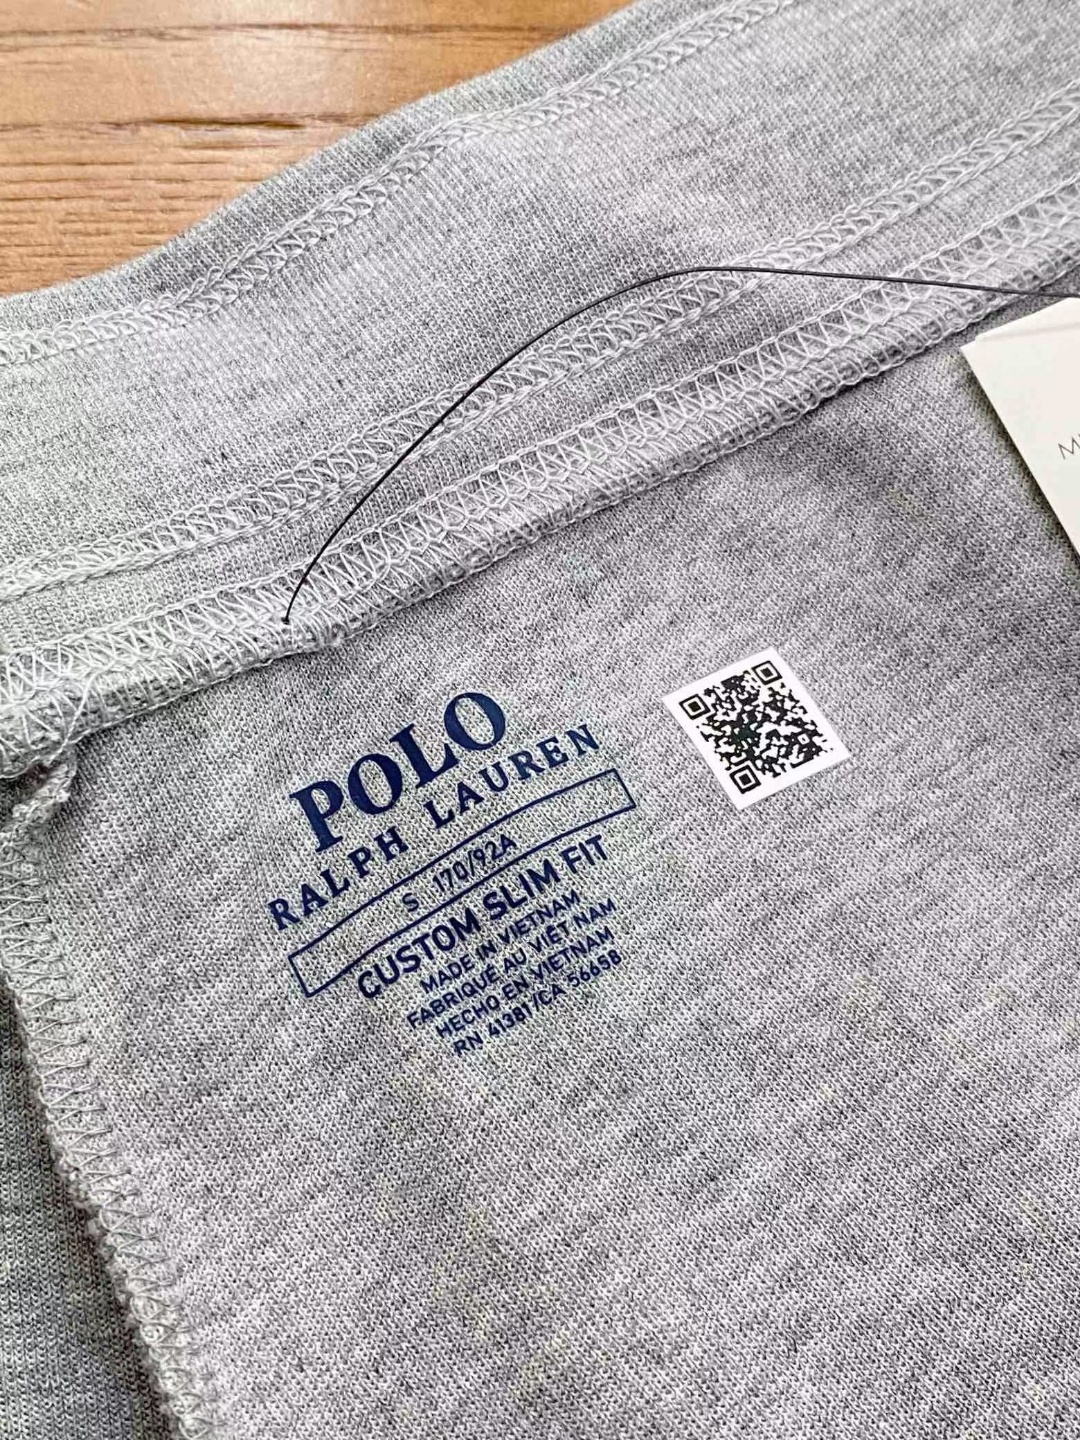 POLO
RALPH LAUREN
S 170/92A
CUSTOM SLIM FIT
MADE IN VIETNAM
FABRIQUÉ AU VIÊT NAM
HECHO EN VIETNAM
RN 41381/CA 56658
M